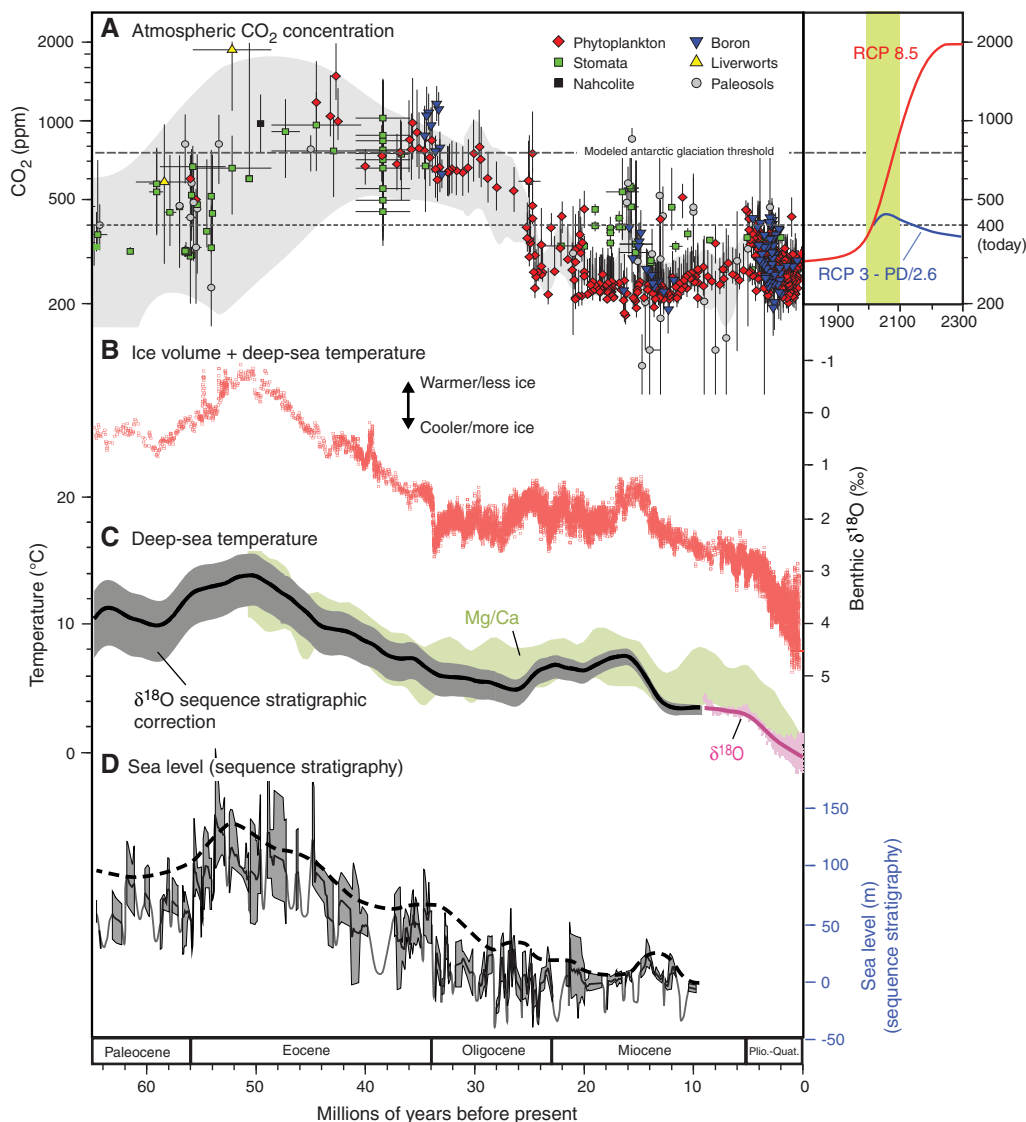 A Atmospheric CO2 concentration
Phytoplankton
Stomata
Nahcolite
Boron
Liverworts
Paleosols
CO2 (ppm)
2000
1000
500
200
Modeled antarctic glaciation threshold
RCP 8.5
RCP 3 - PD/2.6
2000
1000
500
400
(today)
200
1900
2100
2300
B Ice volume + deep-sea temperature
Warmer/less ice
Cooler/more ice
-1
0
1
2
3
4
5
Benthic δ18O (‰)
C Deep-sea temperature
Temperature (°C)
20
10
0
Mg/Ca
δ18O sequence stratigraphic
correction
δ18O
D Sea level (sequence stratigraphy)
150
100
50
0
-50
Sea level (m)
(sequence stratigraphy)
Paleocene
Eocene
Oligocene
Miocene
Plio.-Quat.
60
50
40
30
20
10
0
Millions of years before present